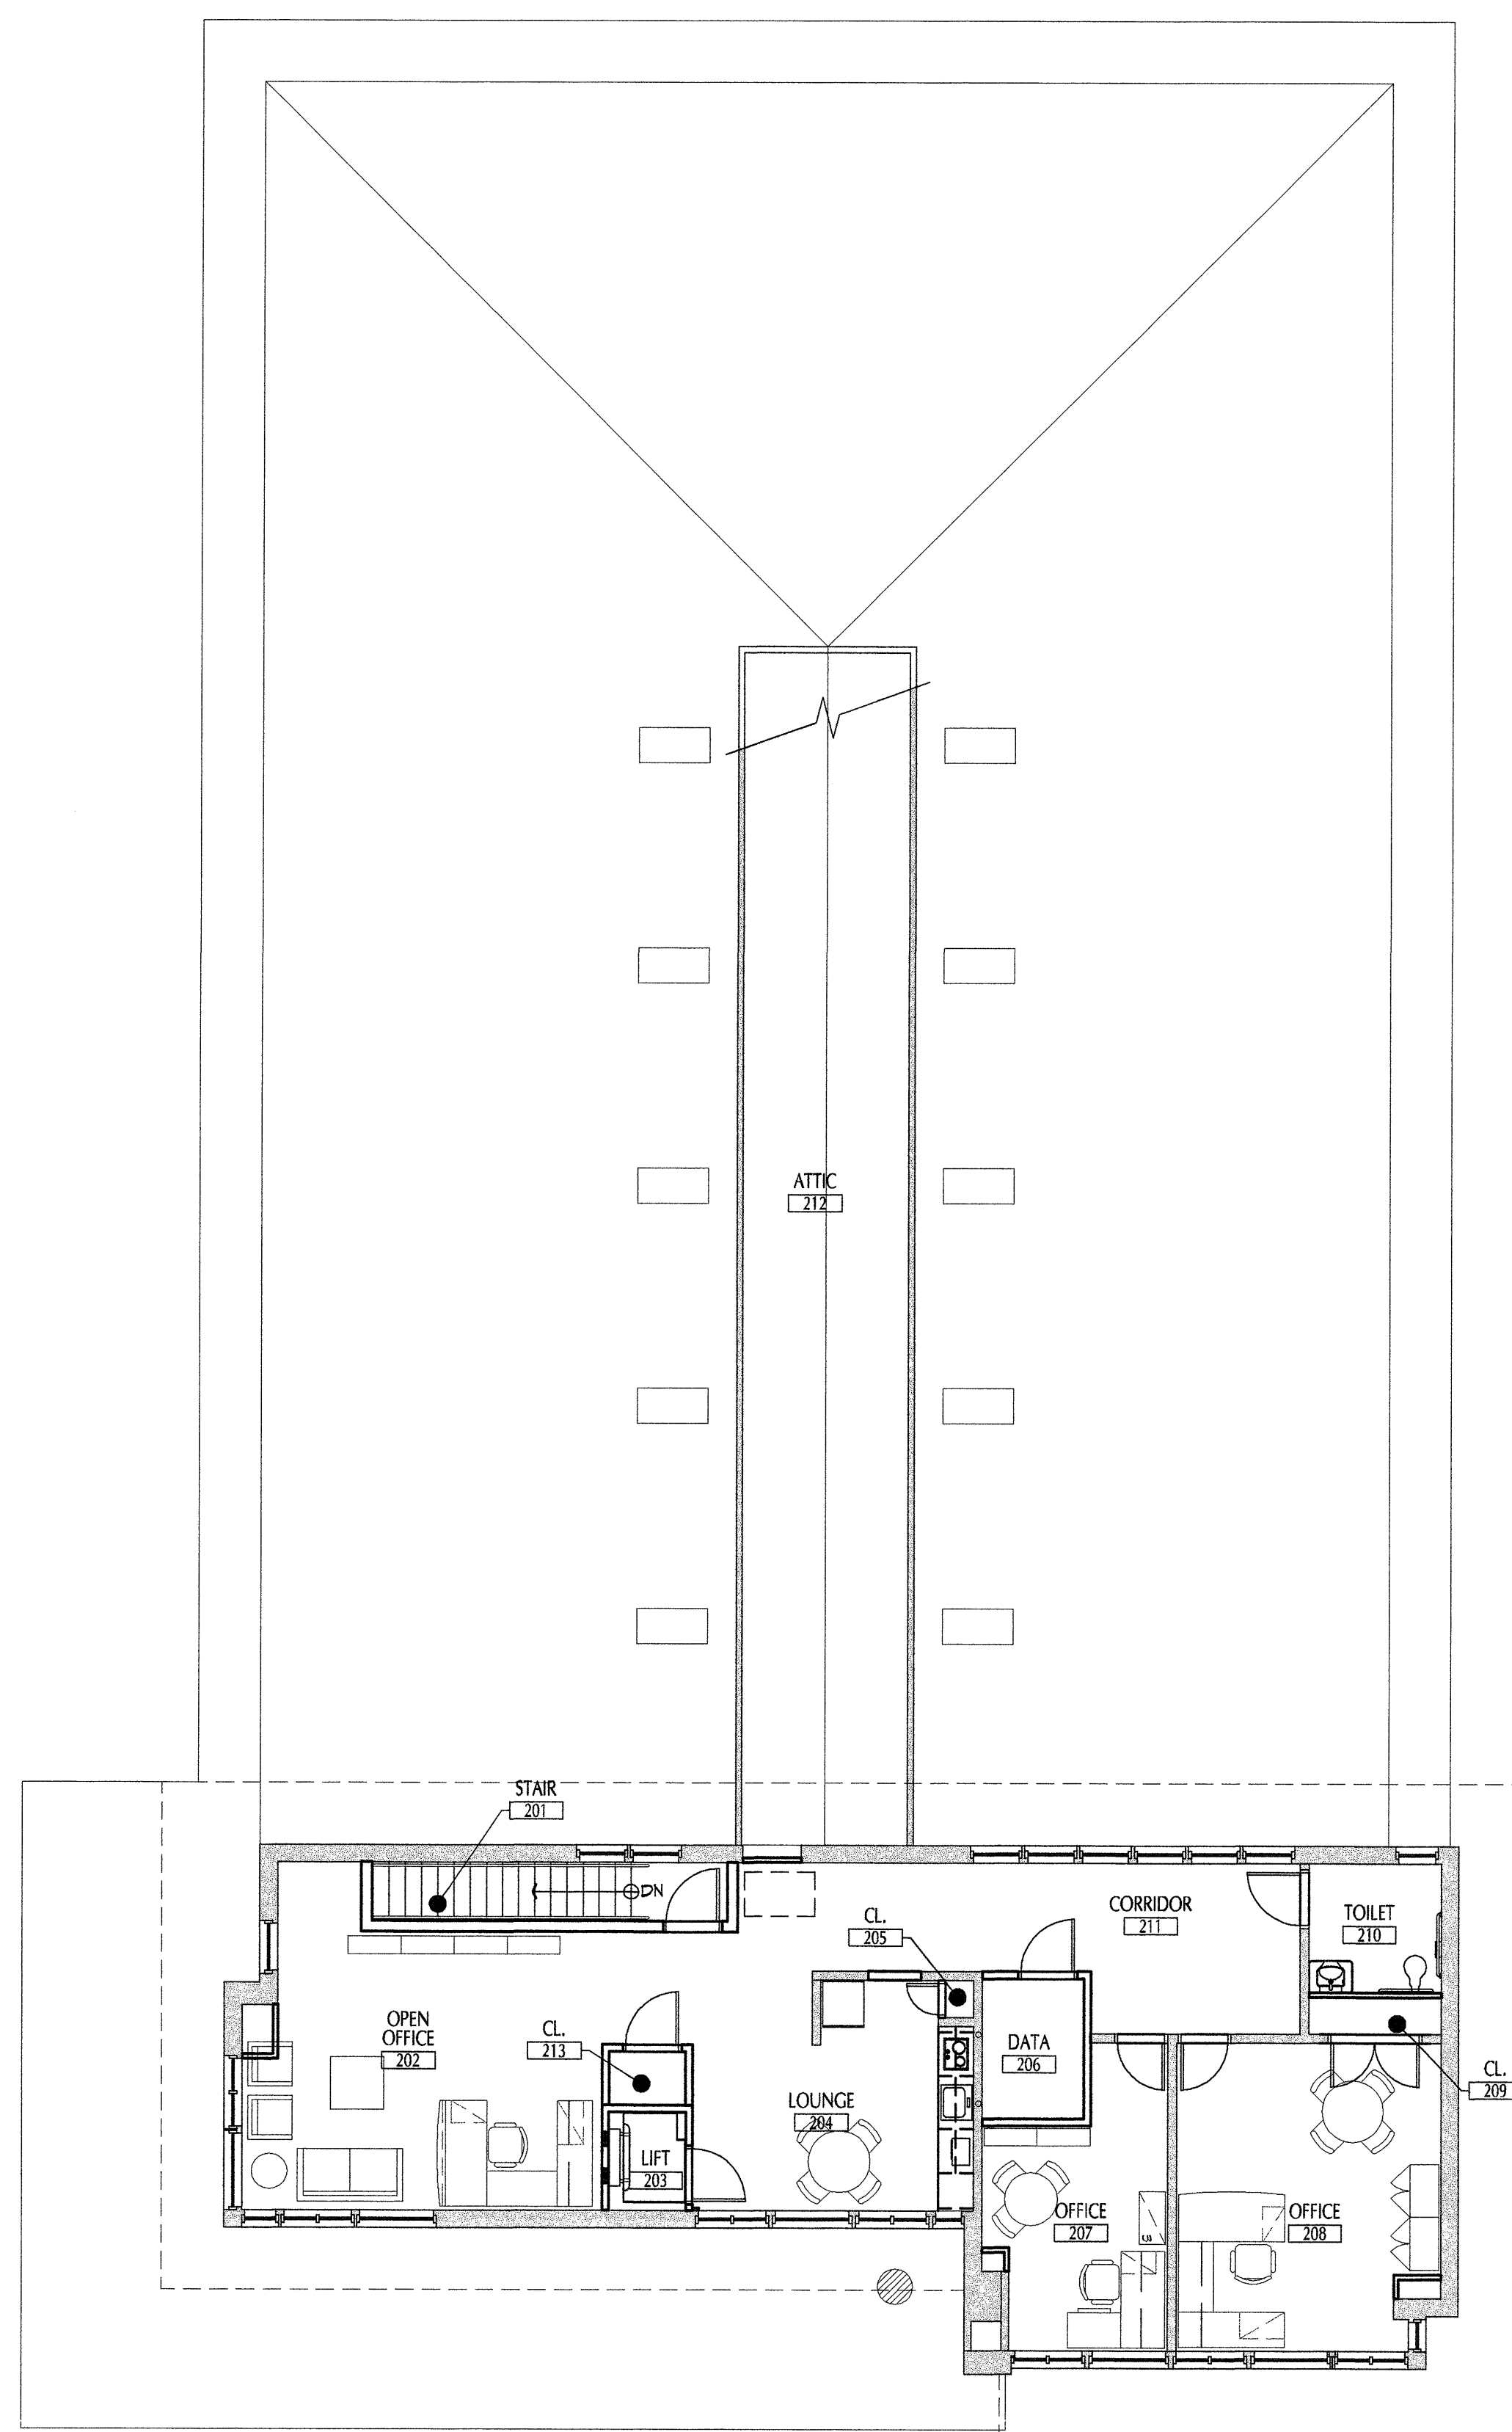 ATTIC
212
STAIR
201
DN
CL.
205
CORRIDOR
211
TOILET
210
OPEN
OFFICE
202
CL.
213
DATA
206
CL.
209
LOUNGE
204
LIFT
203
OFFICE
207
OFFICE
208